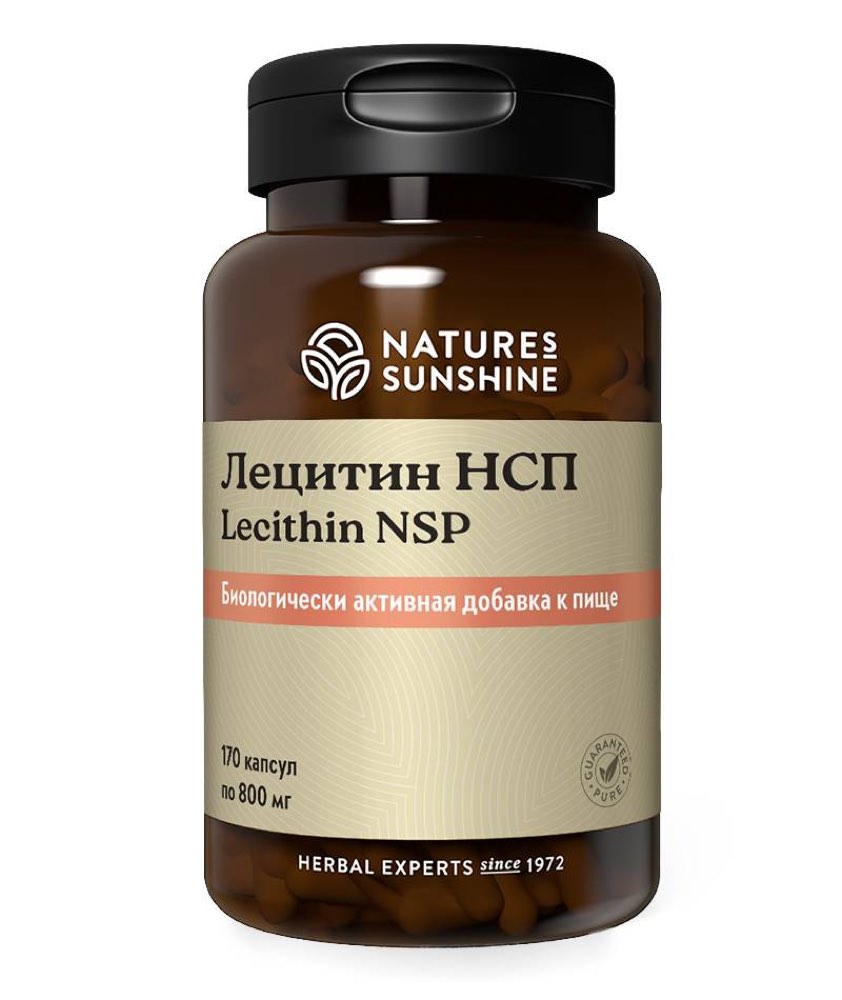 NATURES
SUNSHINE
Лецитин НСП
Lecithin NSP
Биологически активная добавка к пище
170 капсул
по 800 мг
GUARANTEED
PURE
HERBAL EXPERTS since 1972